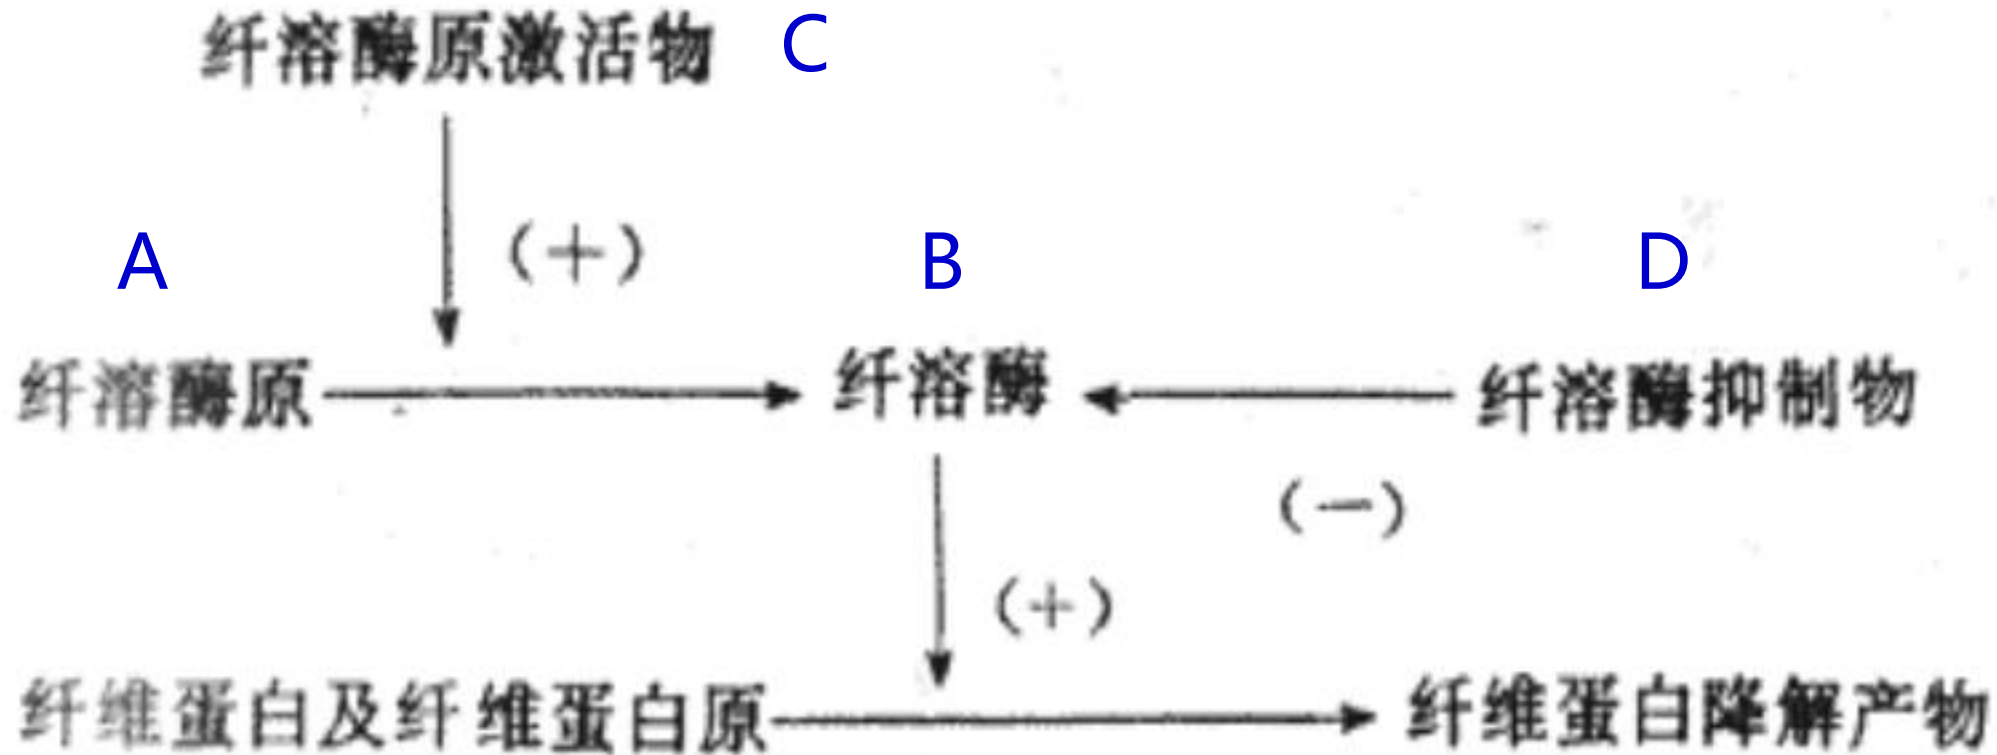 纤溶酶原激活物 C
(+)
A B D
纤溶酶原 纤溶酶 纤溶酶抑制物
(一)
(+)
纤维蛋白及纤维蛋白原 纤维蛋白降解产物